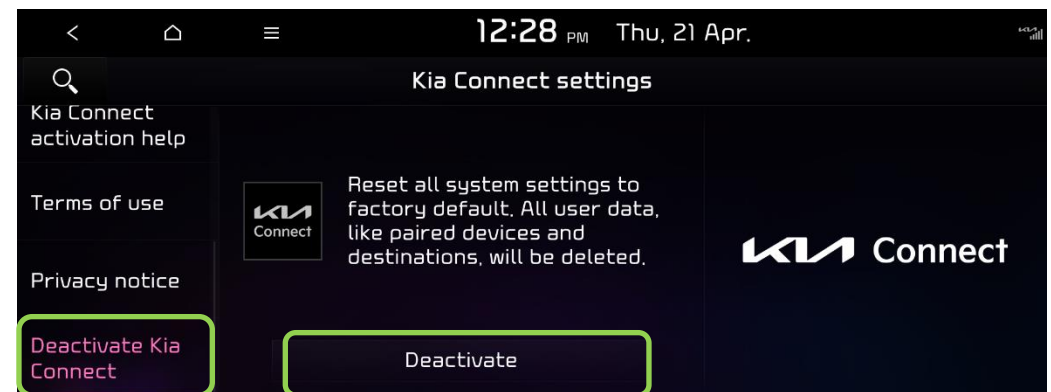 12:28 PM Thu, 21 Apr.
Kia Connect settings
Kia Connect
activation help
Terms of use
Privacy notice
Deactivate Kia
Connect
KIA
Connect
Reset all system settings to
factory default. All user data,
like paired devices and
destinations, will be deleted.
Deactivate
KIA Connect